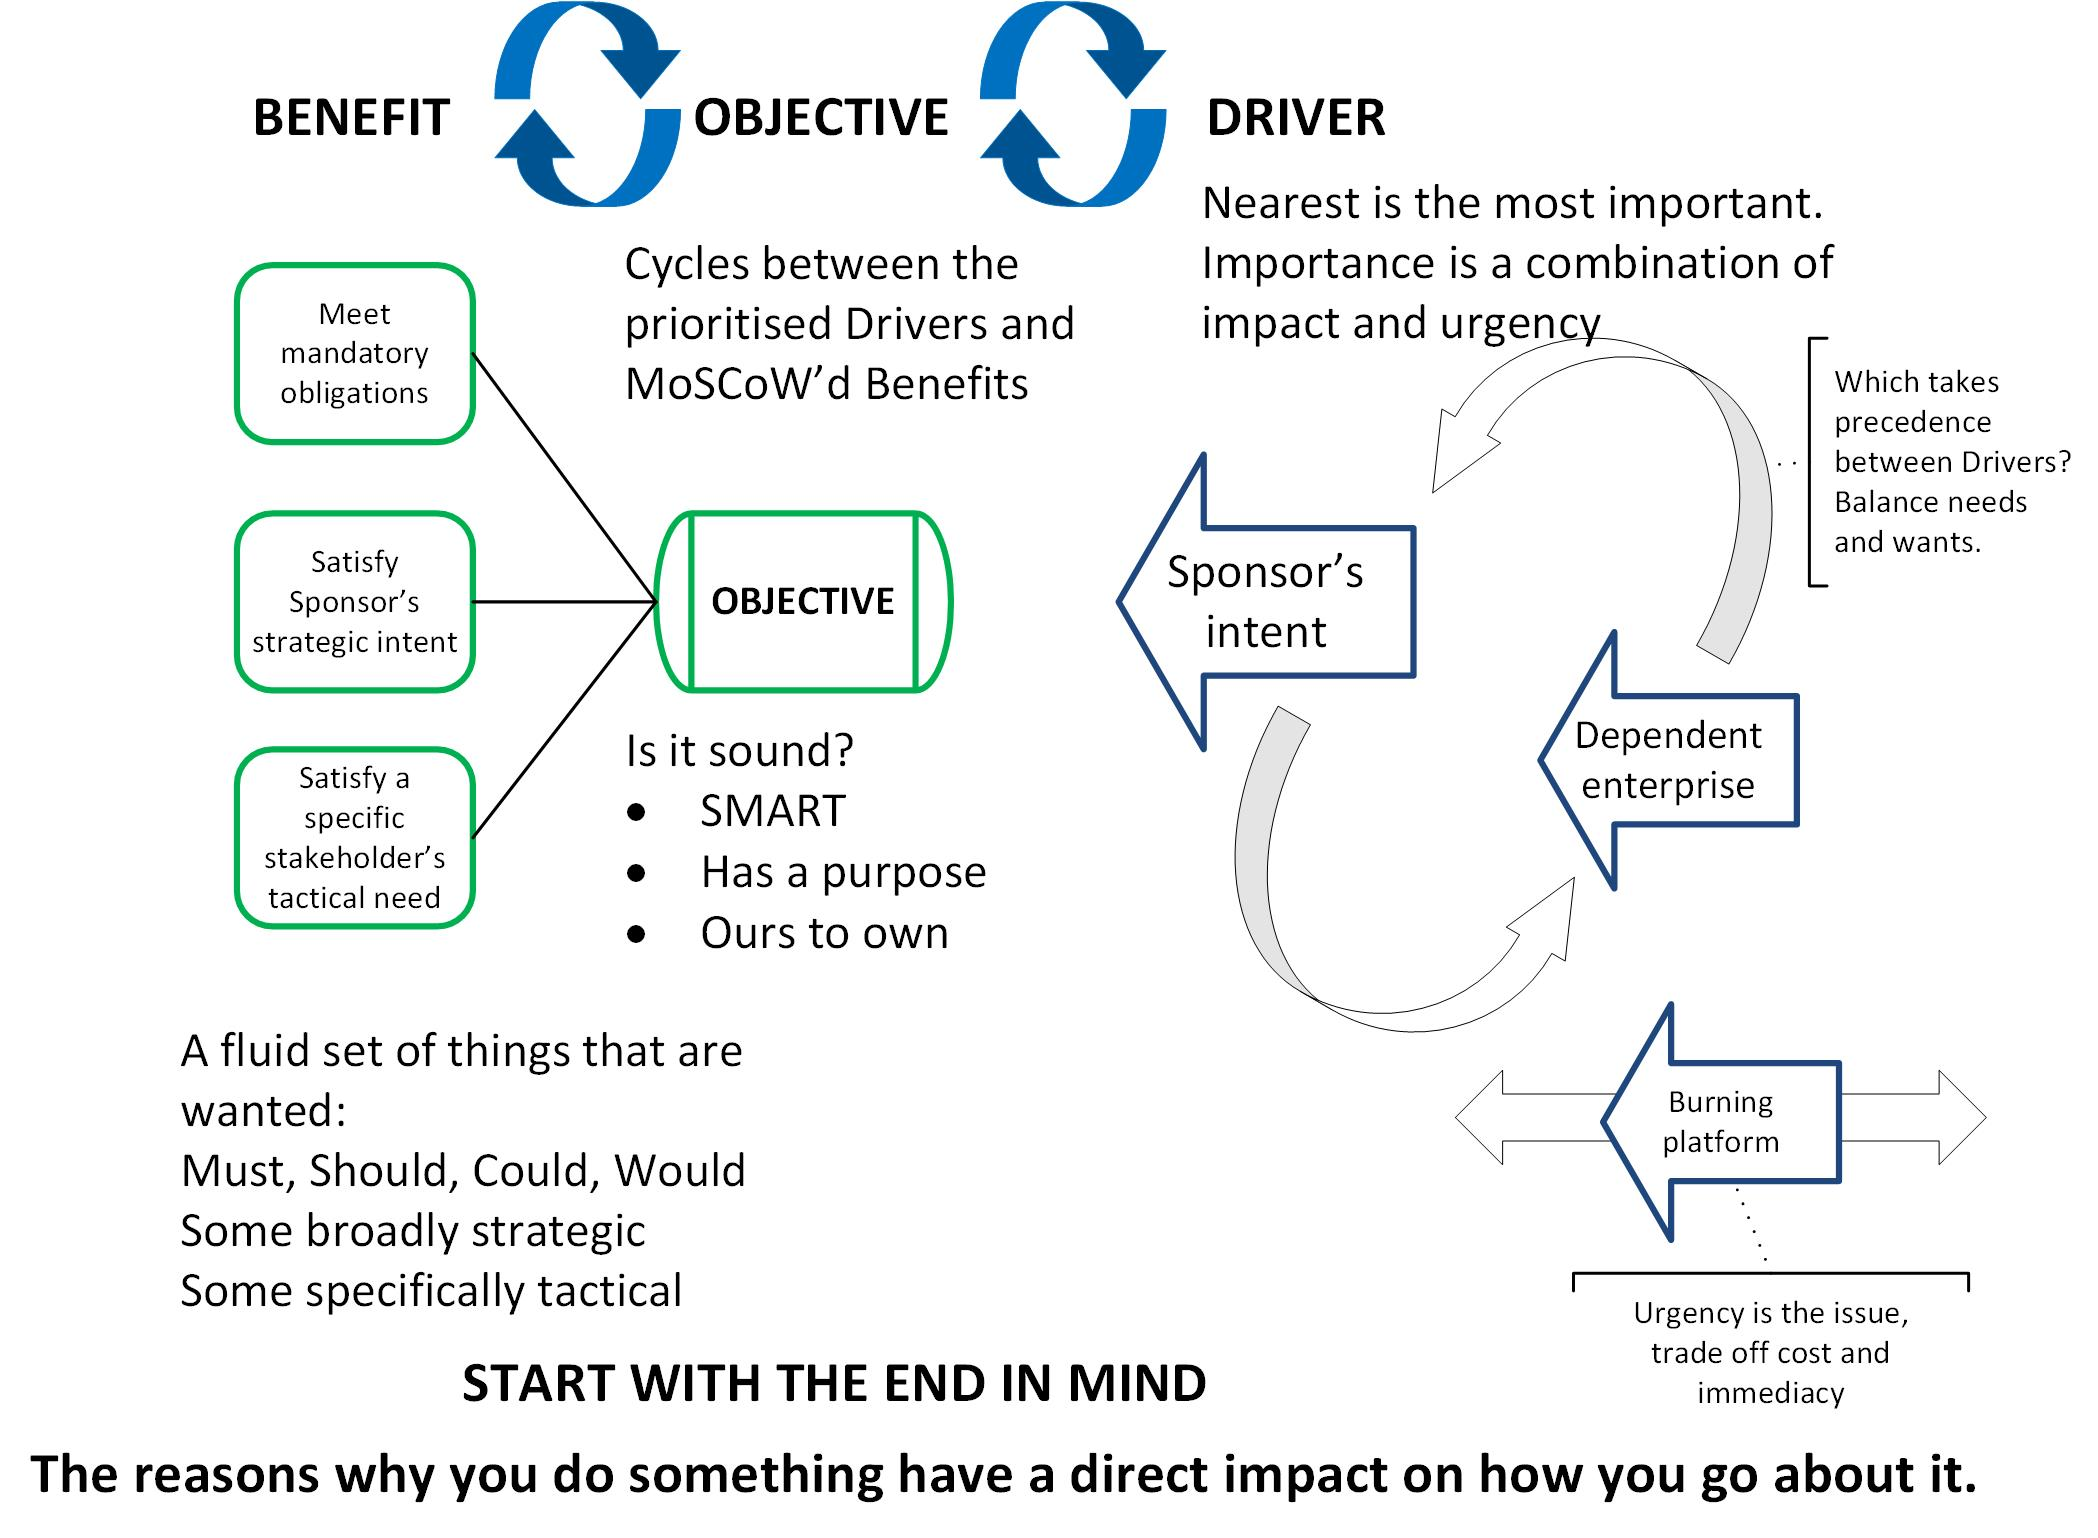 BENEFIT
OBJECTIVE
DRIVER
Nearest is the most important.
Importance is a combination of
impact and urgency
Cycles between the
prioritised Drivers and
MoSCoW’d Benefits
Meet
mandatory
obligations
Which takes
precedence
between Drivers?
Balance needs
and wants.
Satisfy
Sponsor’s
strategic intent
OBJECTIVE
Sponsor’s
intent
Dependent
enterprise
Satisfy a
specific
stakeholder’s
tactical need
Is it sound?
• SMART
• Has a purpose
• Ours to own
A fluid set of things that are
wanted:
Must, Should, Could, Would
Some broadly strategic
Some specifically tactical
Burning
platform
Urgency is the issue,
trade off cost and
immediacy
START WITH THE END IN MIND
The reasons why you do something have a direct impact on how you go about it.